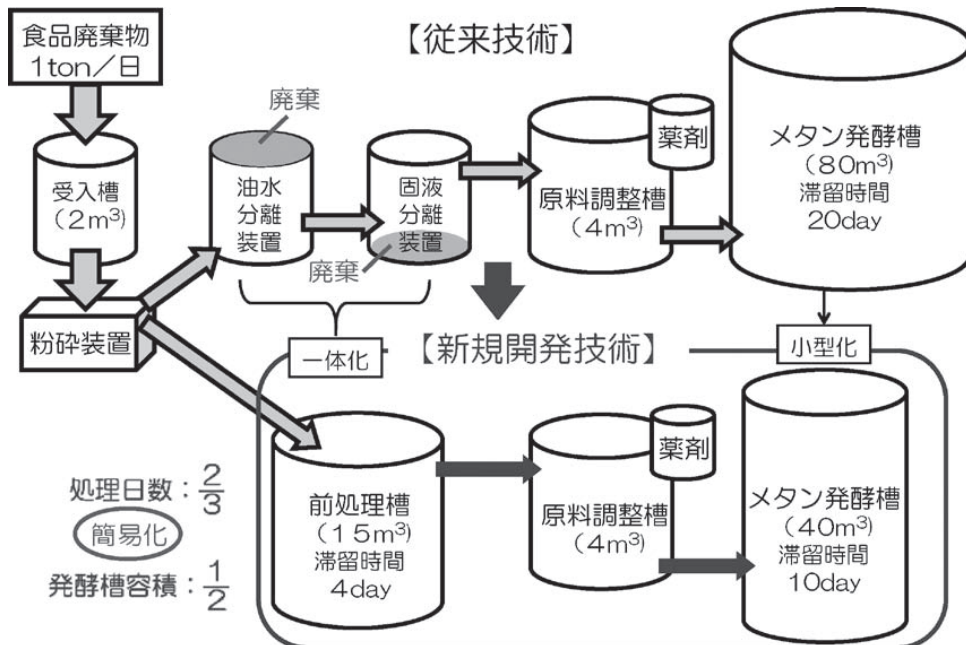 食品廃棄物
1ton／日
【従来技術】
廃棄
受入槽
(2m³)
油水
分離
装置
固液
分離
装置
廃棄
薬剤
原料調整槽
(4m³)
メタン発酵槽
(80m³)
滞留時間
20day
粉砕装置
一体化
【新規開発技術】
小型化
処理日数：2/3
簡易化
発酵槽容積：1/2
前処理槽
(15m³)
滞留時間
4day
薬剤
原料調整槽
(4m³)
メタン発酵槽
(40m³)
滞留時間
10day